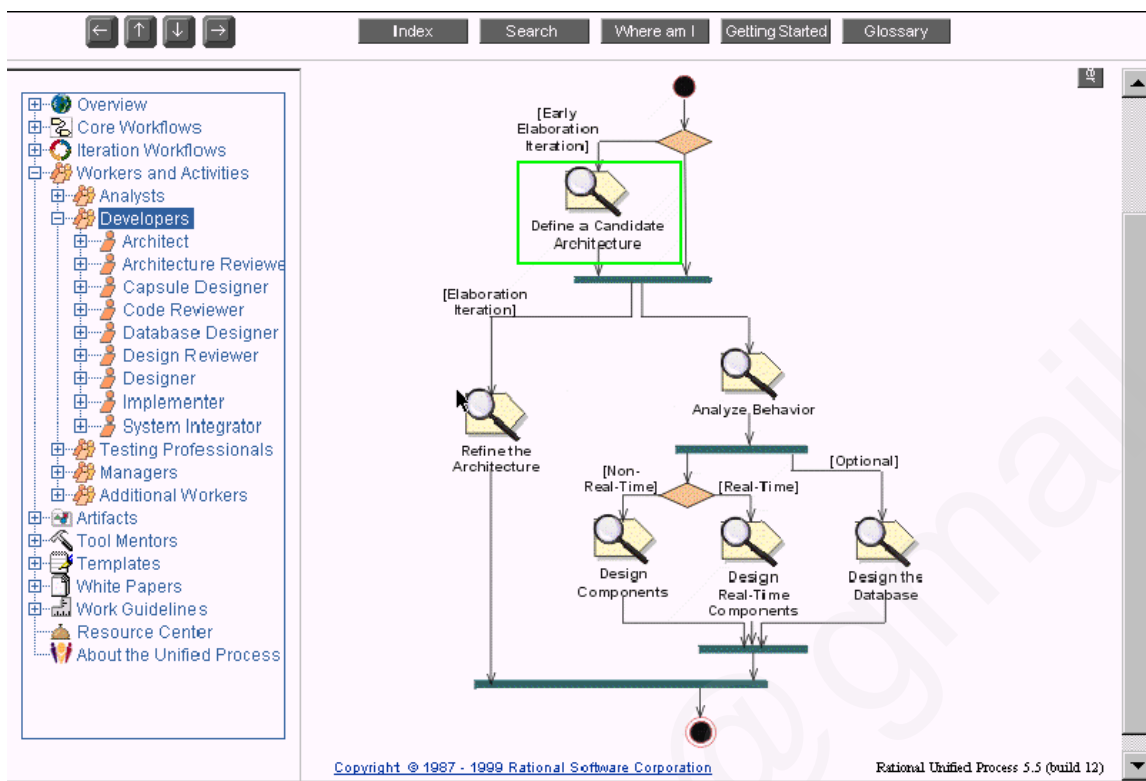 Index
Search
Where am I
Getting Started
Glossary
er
Overview
Core Workflows
Iteration Workflows
Workers and Activities
Analysts
Developers
Architect
Architecture Reviewe
Capsule Designer
Code Reviewer
Database Designer
Design Reviewer
Designer
Implementer
System Integrator
Testing Professionals
Managers
Additional Workers
Artifacts
Tool Mentors
Templates
White Papers
Work Guidelines
Resource Center
About the Unified Process
[Early
Elaboration
Iteration]
Define a Candidate
Architecture
[Elaboration
Iteration]
Refine the
Architecture
Analyze Behavior
[Non-
Real-Time]
[Real-Time]
[Optional]
Design
Components
Design
Real-Time
Components
Design the
Database
Copyright © 1987 - 1999 Rational Software Corporation
Rational Unified Process 5.5 (build 12)
@gmail